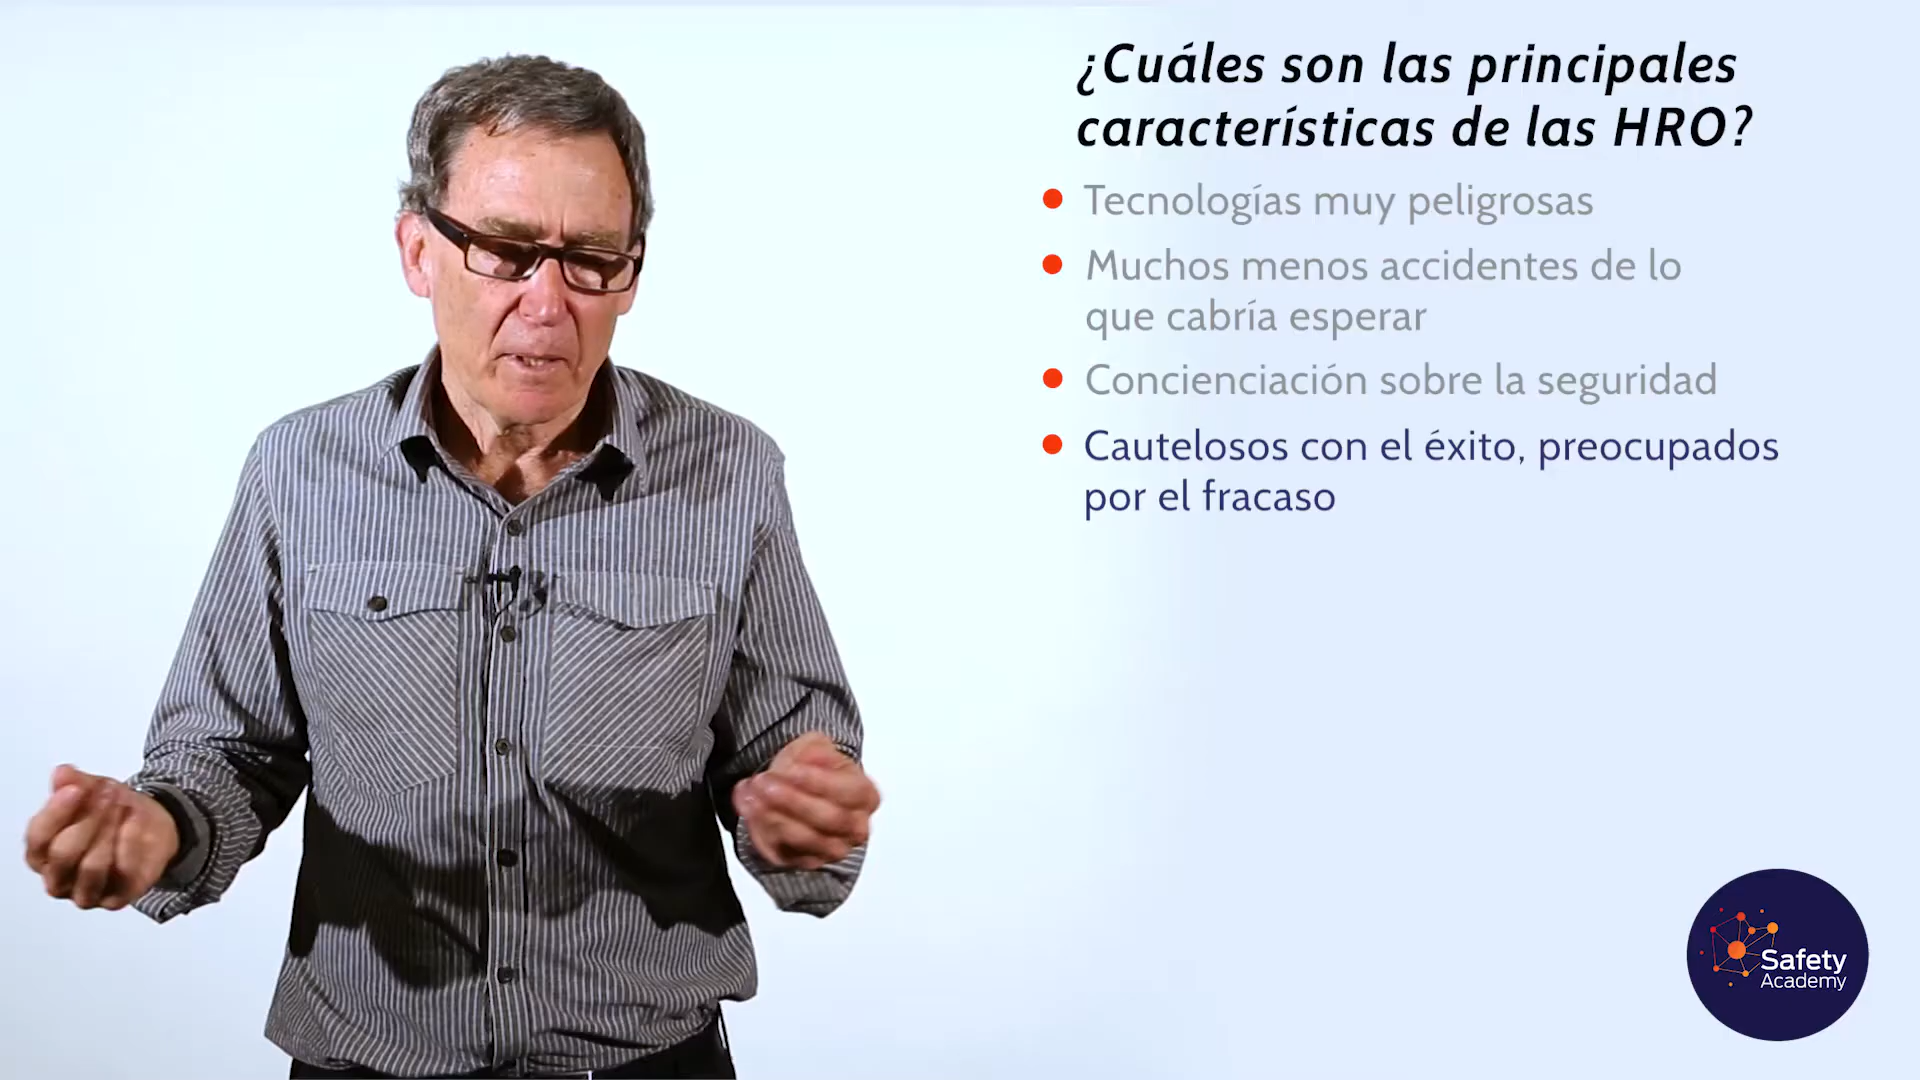 ¿Cuáles son las principales
características de las HRO?
Tecnologías muy peligrosas
Muchos menos accidentes de lo
que cabría esperar
Concienciación sobre la seguridad
Cautelosos con el éxito, preocupados
por el fracaso
Safety
Academy